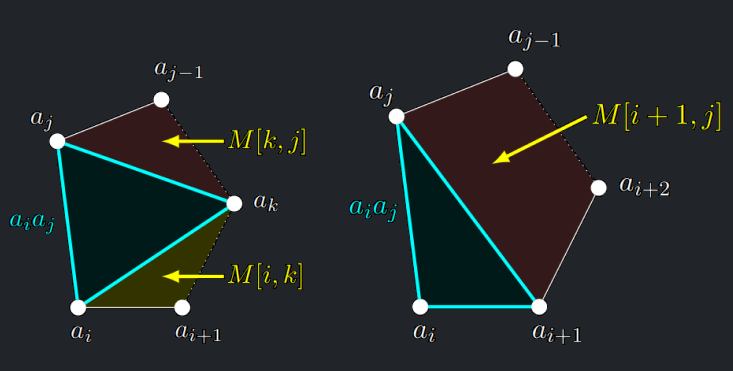 a_{j-1}
a_j
M[k, j]
a_k
a_i a_j
M[i, k]
a_i
a_{i+1}
a_{j-1}
a_j
M[i + 1, j]
a_{i+2}
a_i a_j
a_i
a_{i+1}